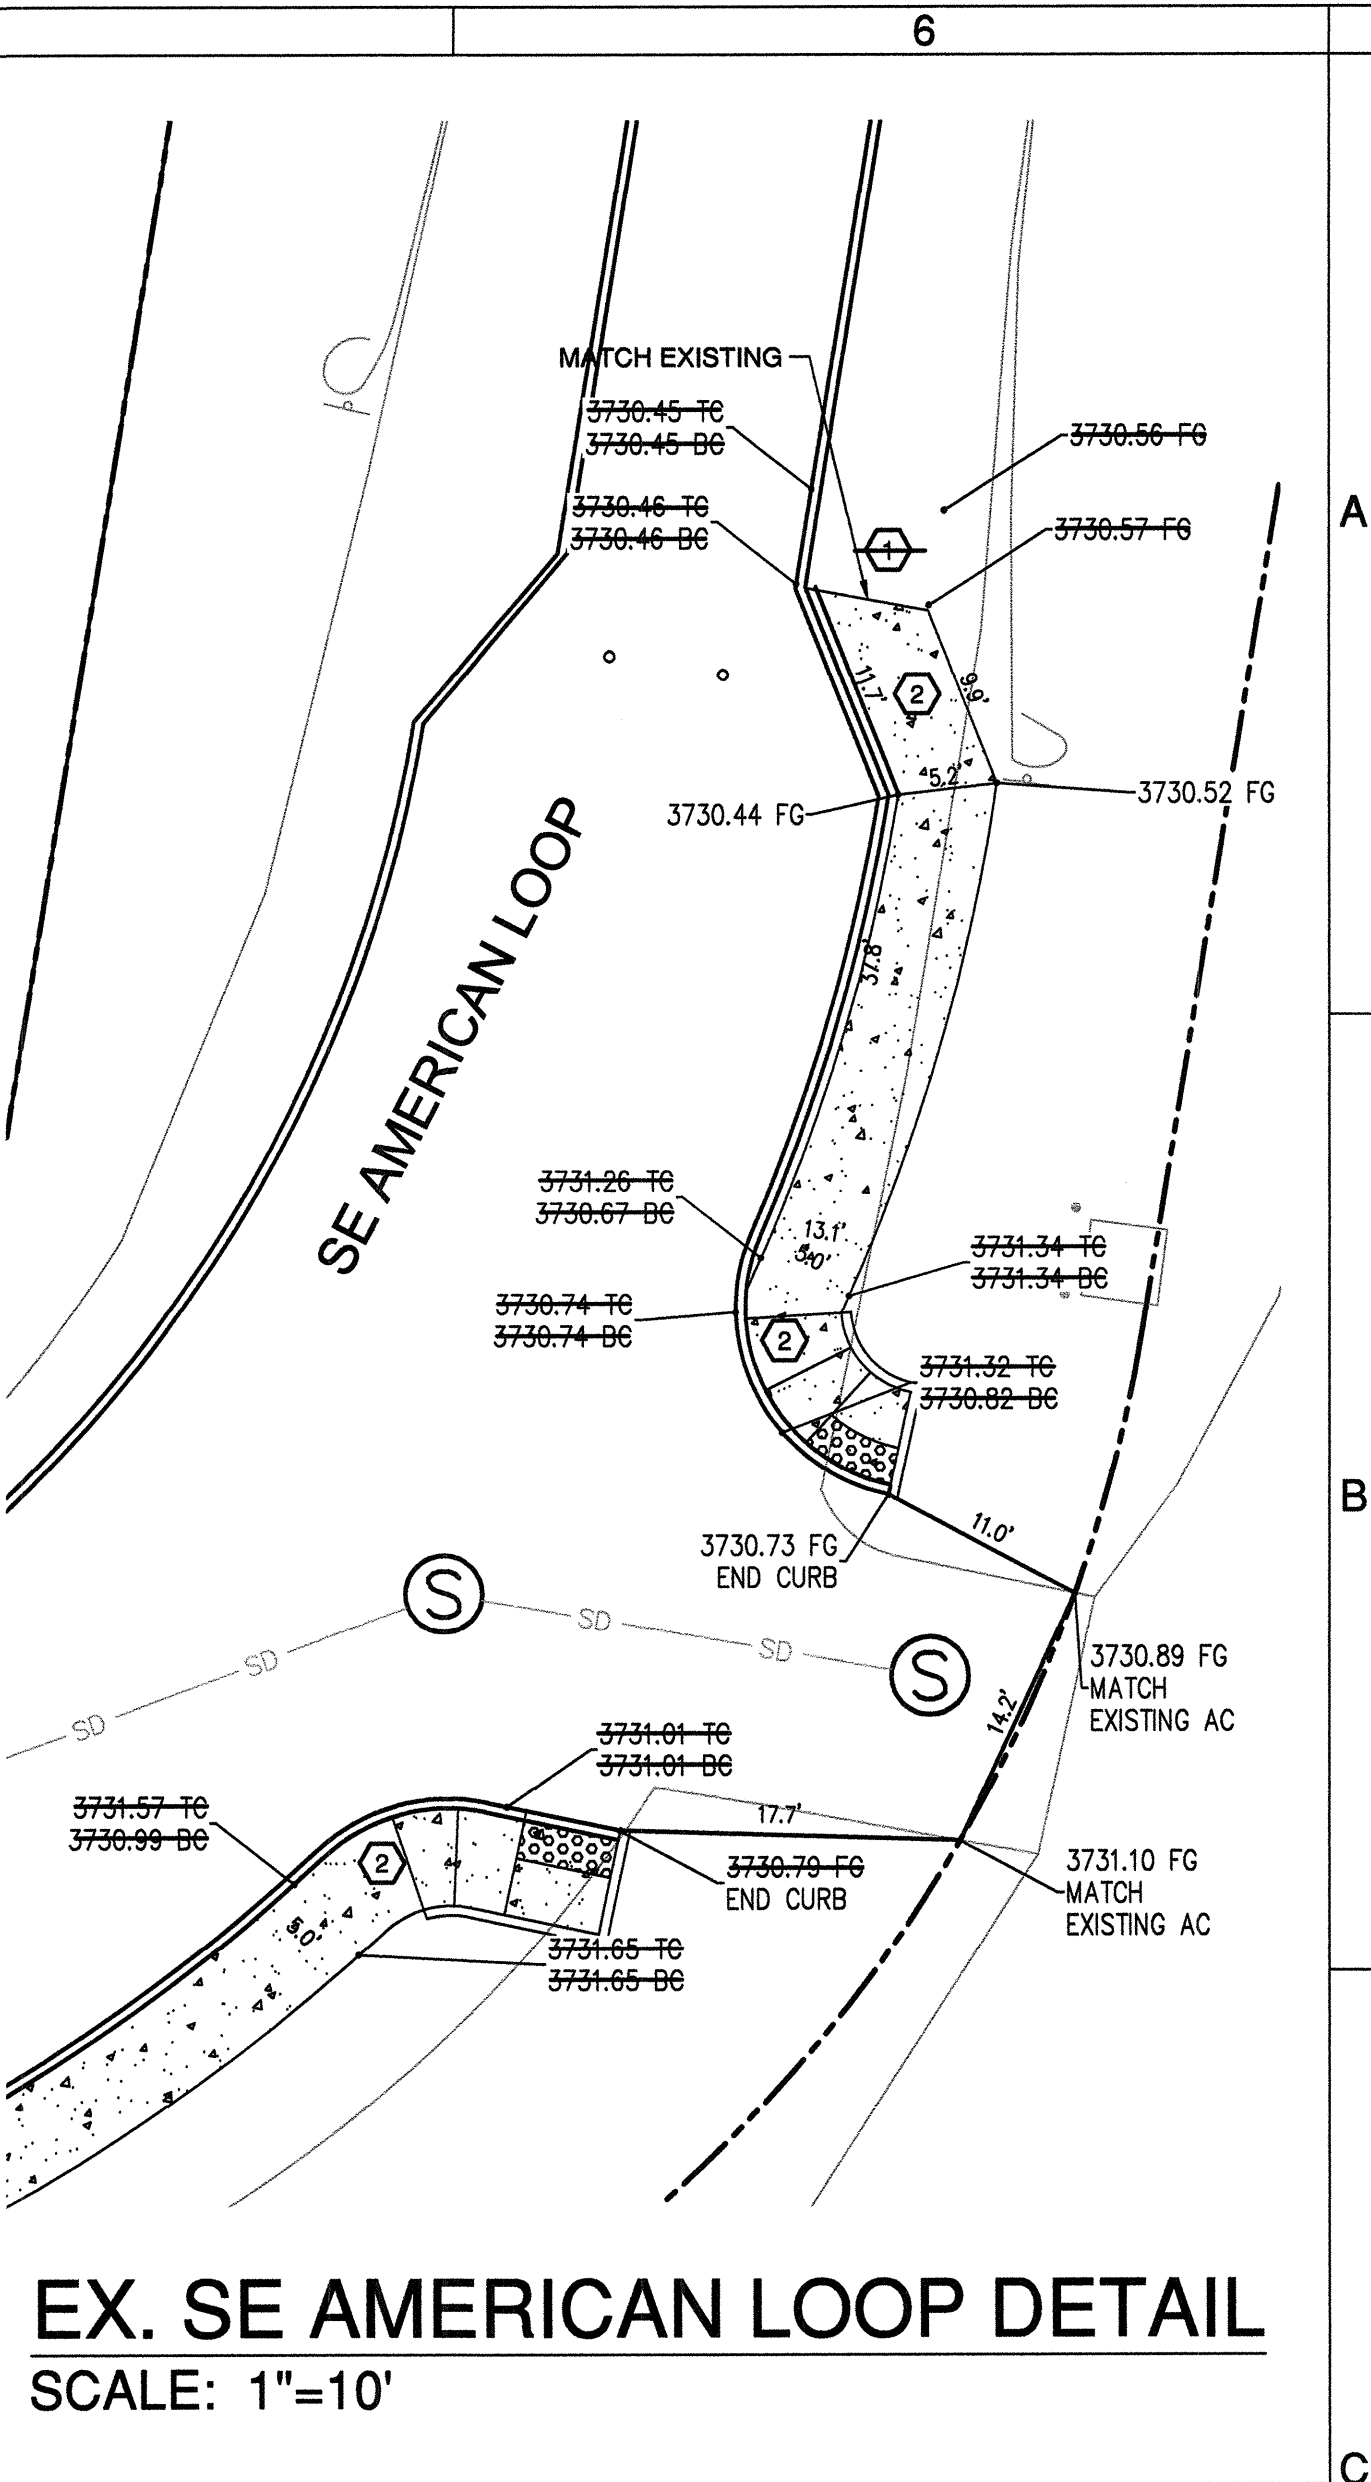 6
MATCH EXISTING
3730.45 TC
3730.45 BC
3730.56 FG
3730.46 TC
3730.46 BC
3730.57 FG
A
1
11.7'
2
9.9'
5.2'
3730.44 FG
3730.52 FG
SE AMERICAN LOOP
37.8'
3731.26 TC
3730.67 BC
13.1'
5.0'
3731.34 TC
3731.34 BC
3730.74 TC
3730.74 BC
2
3731.32 TC
3730.82 BC
B
11.0'
3730.73 FG
END CURB
S
SD
SD
SD
SD
S
3730.89 FG
MATCH
EXISTING AC
14.2'
3731.01 TC
3731.01 BC
3731.57 TC
3730.99 BC
17.7'
2
3730.79 FG
END CURB
3731.10 FG
MATCH
EXISTING AC
5.0'
3731.65 TC
3731.65 BC
EX. SE AMERICAN LOOP DETAIL
SCALE: 1"=10'
C